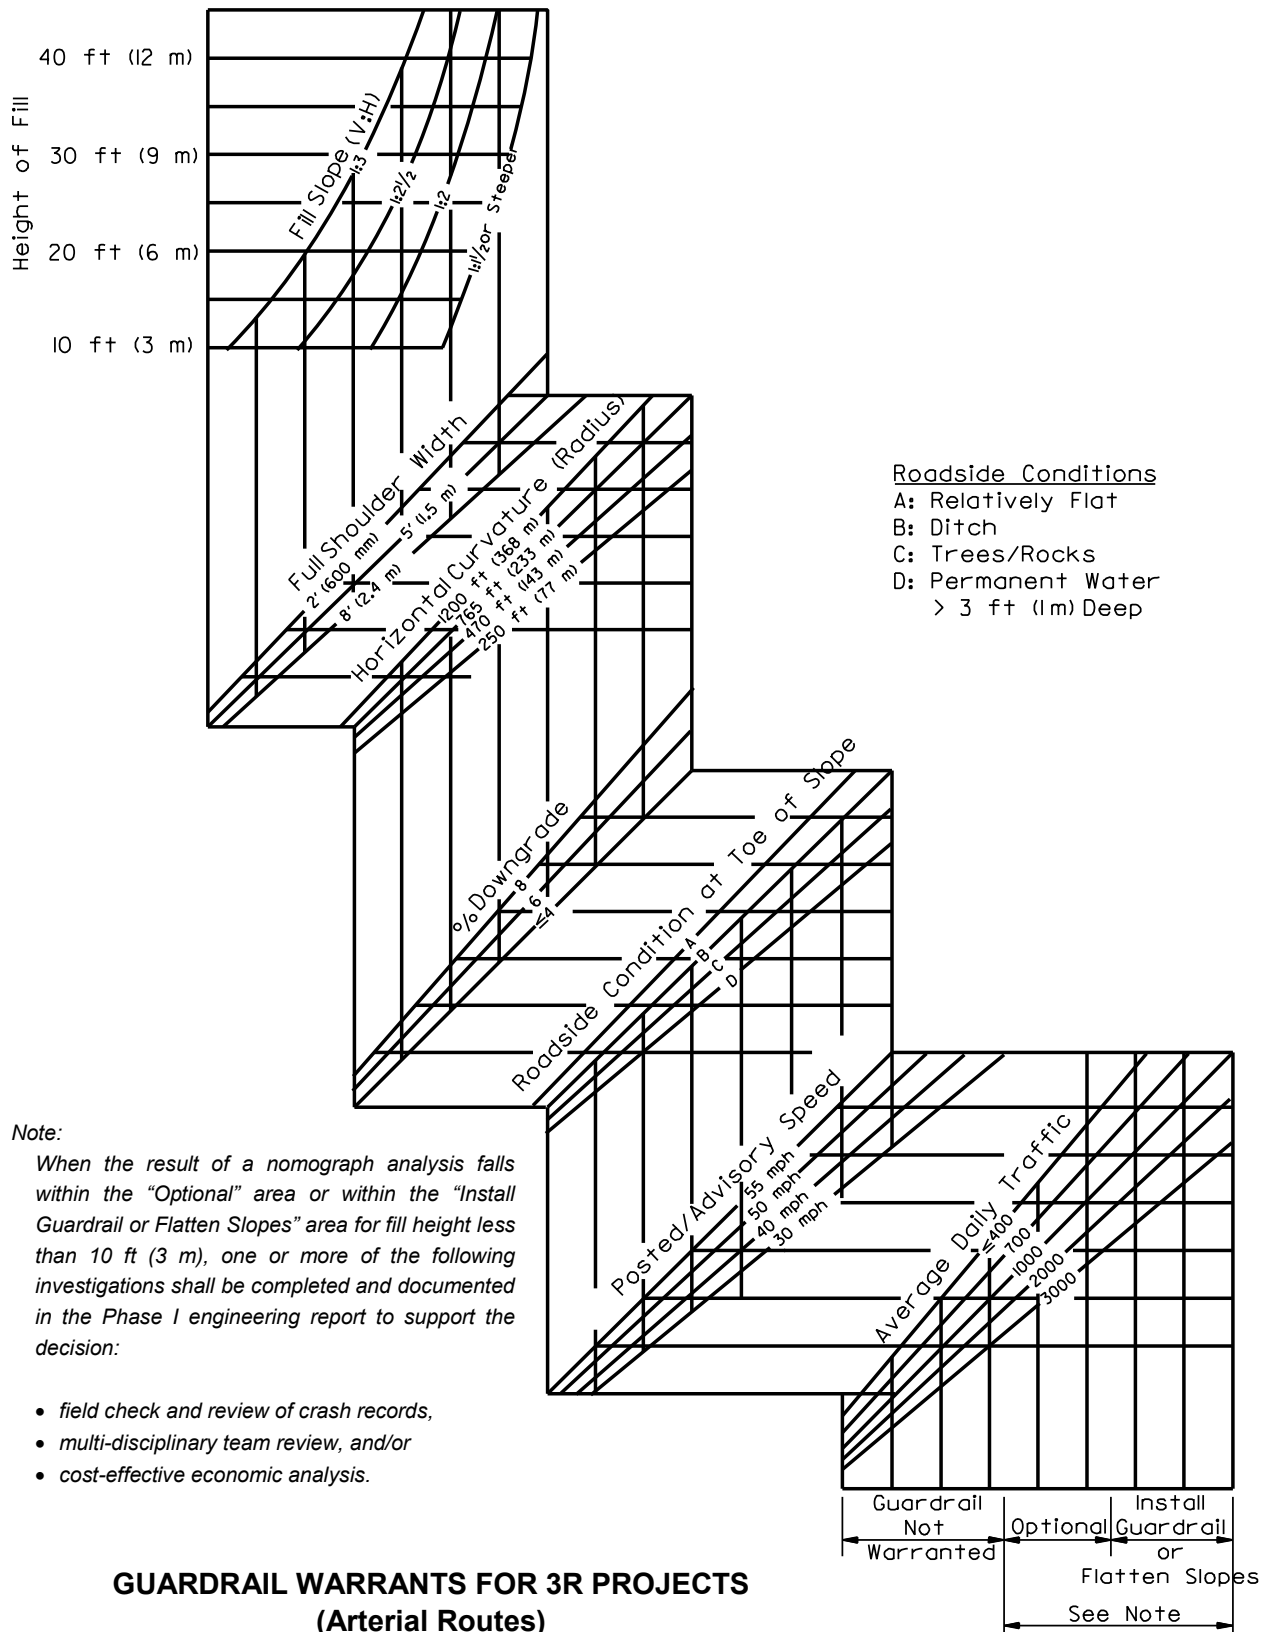 40 ft (12 m)
30 ft (9 m)
20 ft (6 m)
10 ft (3 m)
Height of Fill
Fill Slope (V:H)
1:3
1:2 1/2
1:2
1:1 1/2 or Steeper
Full Shoulder Width
2' (600 mm)
5' (1.5 m)
8' (2.4 m)
Horizontal Curvature (Radius)
1200 ft (368 m)
765 ft (233 m)
470 ft (143 m)
250 ft (77 m)
Roadside Conditions
A: Relatively Flat
B: Ditch
C: Trees/Rocks
D: Permanent Water
> 3 ft (1m) Deep
% Downgrade
8
6
≤4
Roadside Condition at Toe of Slope
A
B
C
D
Posted/Advisory Speed
55 mph
50 mph
40 mph
30 mph
Average Daily Traffic
≤400
700
1000
2000
3000
Note:
When the result of a nomograph analysis falls
within the “Optional” area or within the “Install
Guardrail or Flatten Slopes” area for fill height less
than 10 ft (3 m), one or more of the following
investigations shall be completed and documented
in the Phase I engineering report to support the
decision:
• field check and review of crash records,
• multi-disciplinary team review, and/or
• cost-effective economic analysis.
Guardrail
Not
Warranted
Optional
Install
Guardrail
or
Flatten Slopes
See Note
GUARDRAIL WARRANTS FOR 3R PROJECTS
(Arterial Routes)